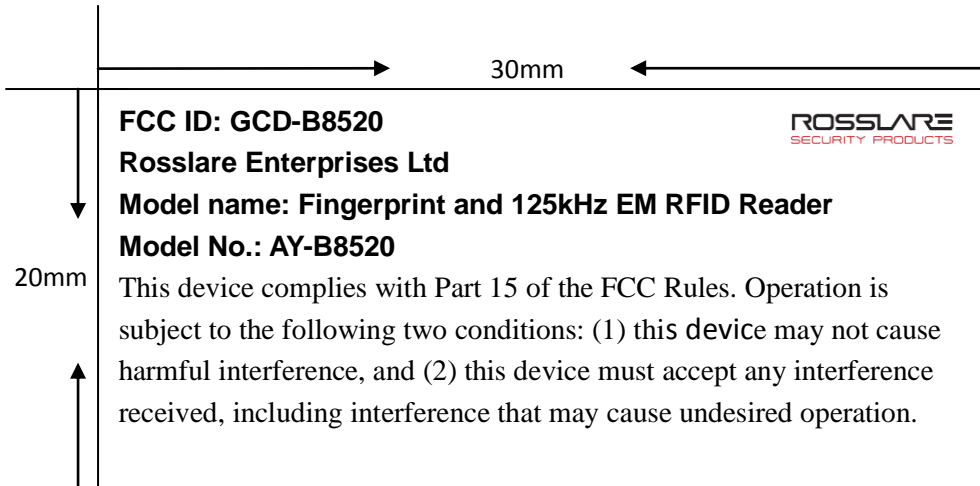 30mm
FCC ID: GCD-B8520
ROSSLARE
SECURITY PRODUCTS
Rosslare Enterprises Ltd
Model name: Fingerprint and 125kHz EM RFID Reader
Model No.: AY-B8520
20mm
This device complies with Part 15 of the FCC Rules. Operation is
subject to the following two conditions: (1) this device may not cause
harmful interference, and (2) this device must accept any interference
received, including interference that may cause undesired operation.